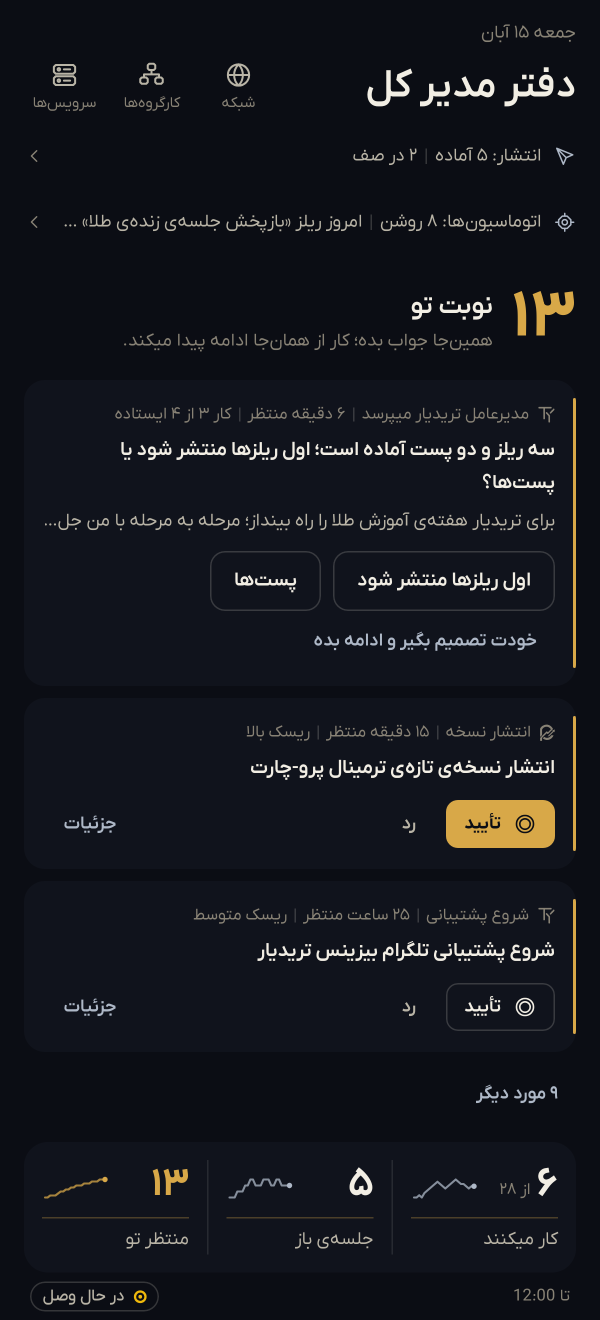 جمعه ۱۵ آبان
دفتر مدیر کل
شبکه
کارگروه‌ها
سرویس‌ها
انتشار: ۵ آماده | ۲ در صف
اتوماسیون‌ها: ۸ روشن | امروز ریلز «بازپخش جلسه‌ی زنده‌ی طلا» ...
۱۳
نوبت تو
همین‌جا جواب بده؛ کار از همان‌جا ادامه پیدا میکند.
مدیرعامل تریدیار میپرسد | ۶ دقیقه منتظر | کار ۳ از ۴ ایستاده
سه ریلز و دو پست آماده است؛ اول ریلزها منتشر شود یا
پست‌ها؟
برای تریدیار هفته‌ی آموزش طلا را راه بینداز؛ مرحله به مرحله با من جل...
اول ریلزها منتشر شود
پست‌ها
خودت تصمیم بگیر و ادامه بده
انتشار نسخه | ۱۵ دقیقه منتظر | ریسک بالا
انتشار نسخه‌ی تازه‌ی ترمینال پرو-چارت
تأیید
رد
جزئیات
شروع پشتیبانی | ۲۵ ساعت منتظر | ریسک متوسط
شروع پشتیبانی تلگرام بیزینس تریدیار
تأیید
رد
جزئیات
۹ مورد دیگر
۶ از ۲۸
کار میکنند
۵
جلسه‌ی باز
۱۳
منتظر تو
تا 12:00
در حال وصل